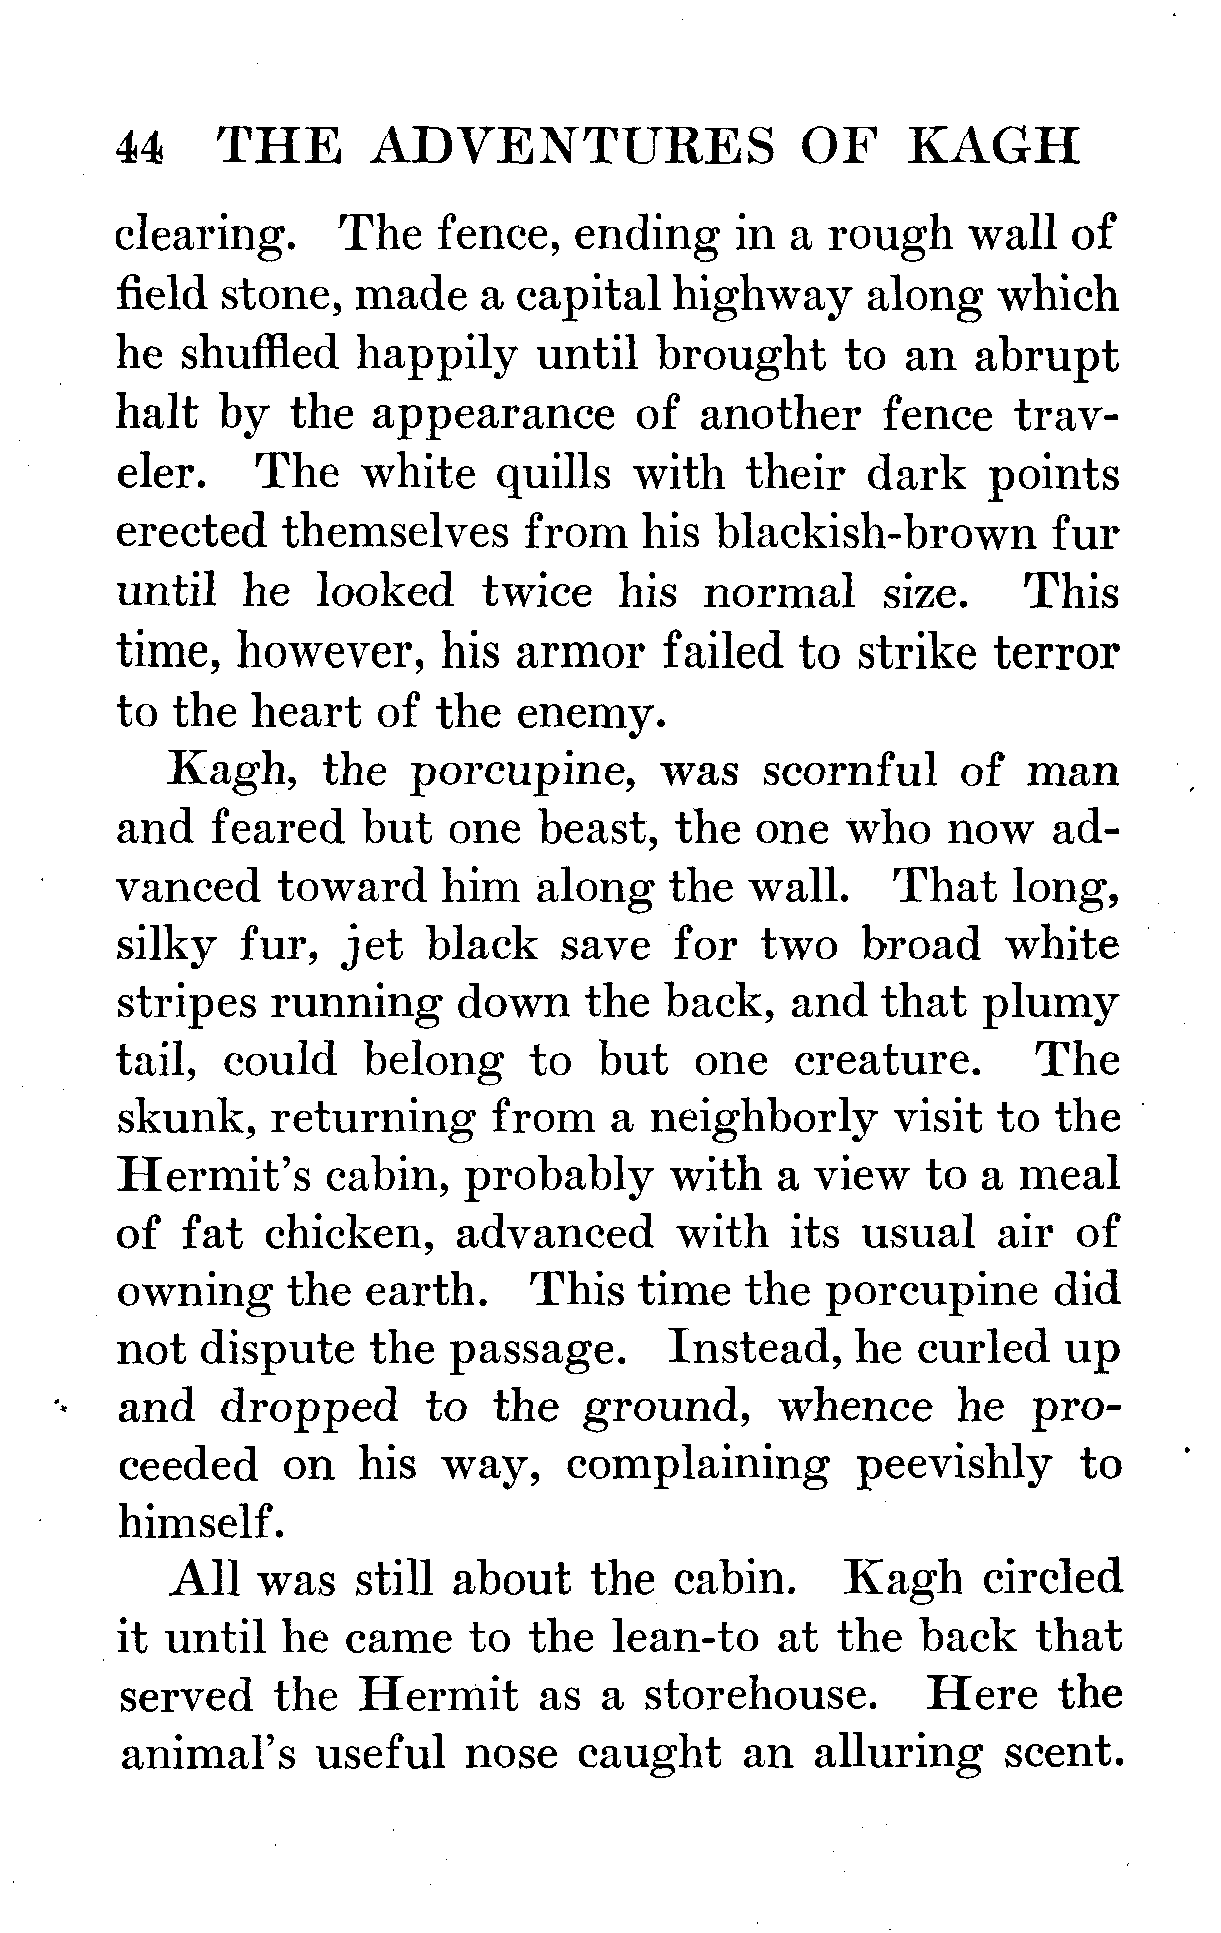 44 THE ADVENTURES OF KAGH
clearing. The fence, ending in a rough wall of
field stone, made a capital highway along which
he shuffled happily until brought to an abrupt
halt by the appearance of another fence trav-
eler. The white quills with their dark points
erected themselves from his blackish-brown fur
until he looked twice his normal size. This
time, however, his armor failed to strike terror
to the heart of the enemy.
Kagh, the porcupine, was scornful of man
and feared but one beast, the one who now ad-
vanced toward him along the wall. That long,
silky fur, jet black save for two broad white
stripes running down the back, and that plumy
tail, could belong to but one creature. The
skunk, returning from a neighborly visit to the
Hermit's cabin, probably with a view to a meal
of fat chicken, advanced with its usual air of
owning the earth. This time the porcupine did
not dispute the passage. Instead, he curled up
and dropped to the ground, whence he pro-
ceeded on his way, complaining peevishly to
himself.
All was still about the cabin. Kagh circled
it until he came to the lean-to at the back that
served the Hermit as a storehouse. Here the
animal's useful nose caught an alluring scent.